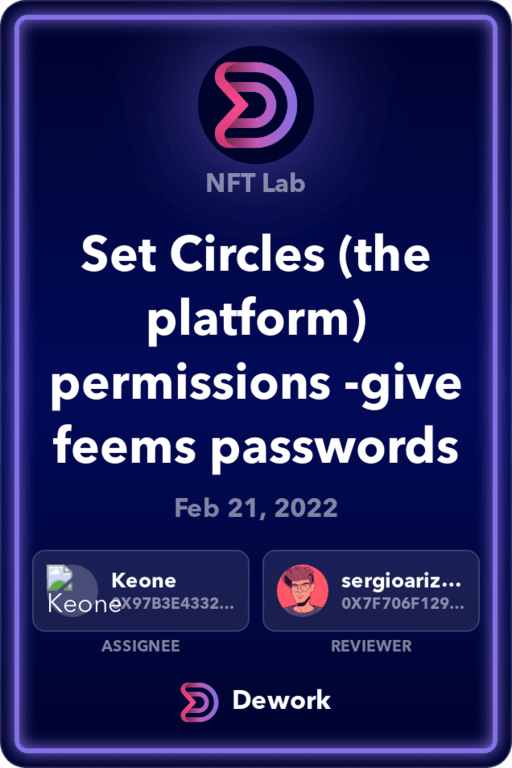 NFT Lab
Set Circles (the
platform)
permissions -give
feems passwords
Feb 21, 2022
Keone
Keone
0X97B3E4332...
sergioariz...
0X7F706F129...
ASSIGNEE
REVIEWER
Dework